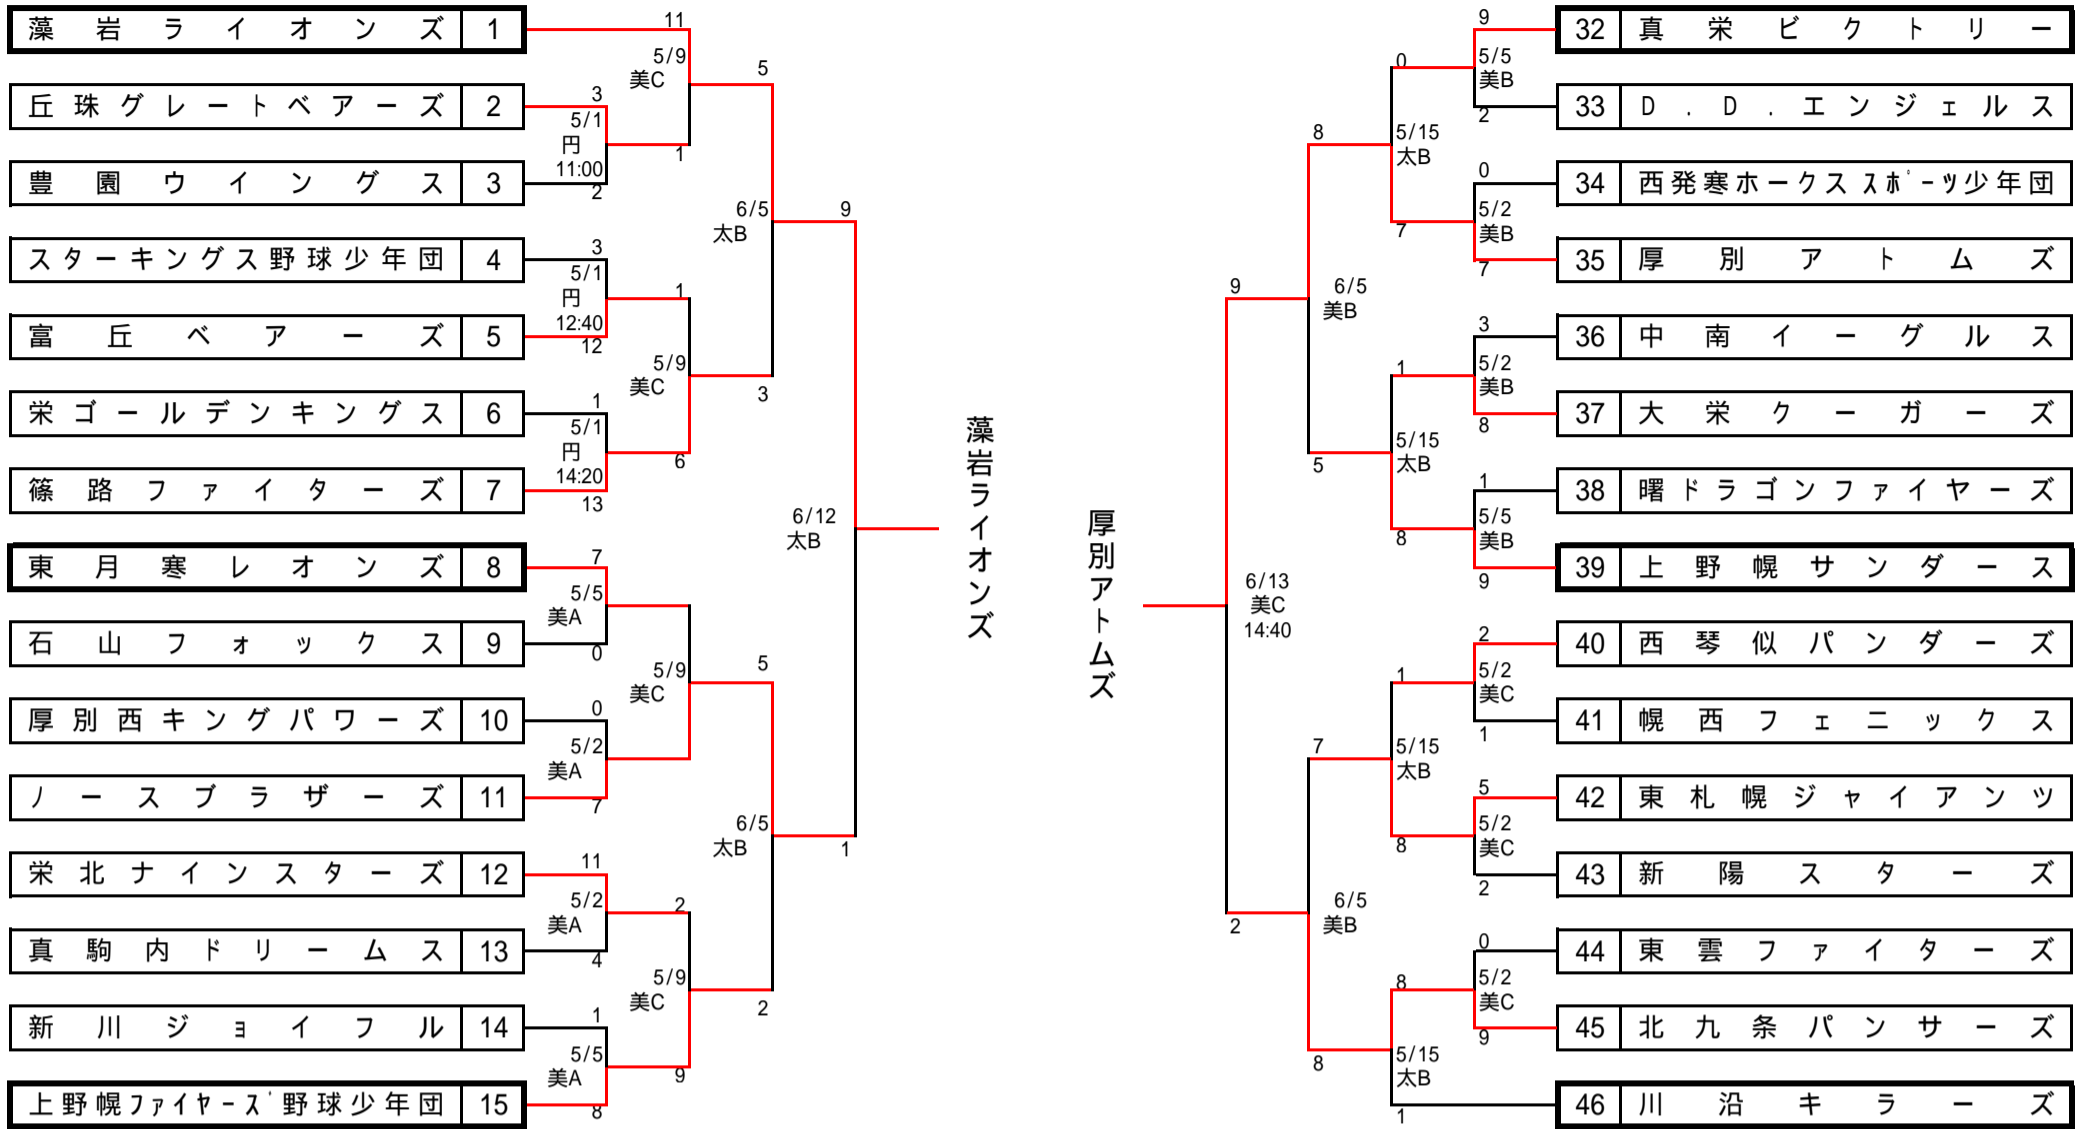 藻岩ライオンズ 1
丘珠グレートベアーズ 2
豊園ウイングス 3
スターキングス野球少年団 4
富丘ベアーズ 5
栄ゴールデンキングス 6
篠路ファイターズ 7
東月寒レオンズ 8
石山フォックス 9
厚別西キングパワーズ 10
ノースブラザーズ 11
栄北ナインスターズ 12
真駒内ドリームス 13
新川ジョイフル 14
上野幌ファイヤーズ野球少年団 15
3
5/1
円
11:00
2
3
5/1
円
12:40
12
1
5/1
円
14:20
13
7
5/5
美A
0
0
5/2
美A
7
11
5/2
美A
4
1
5/5
美A
8
11
5/9
美C
1
1
5/9
美C
6
5/9
美C
2
5/9
美C
9
5
6/5
太B
3
5
6/5
太B
2
9
6/12
太B
1
藻岩ライオンズ
厚別アトムズ
9
6/13
美C
14:40
2
8
6/5
美B
5
7
6/5
美B
8
0
5/15
太B
7
1
5/15
太B
8
1
5/15
太B
8
8
5/15
太B
1
9
5/5
美B
2
0
5/2
美B
7
3
5/2
美B
8
1
5/5
美B
9
2
5/2
美C
1
5
5/2
美C
2
0
5/2
美C
9
32 真栄ビクトリー
33 D.D.エンジェルス
34 西発寒ホークススポーツ少年団
35 厚別アトムズ
36 中南イーグルス
37 大栄クーガーズ
38 曙ドラゴンファイヤーズ
39 上野幌サンダース
40 西琴似パンダーズ
41 幌西フェニックス
42 東札幌ジャイアンツ
43 新陽スターズ
44 東雲ファイターズ
45 北九条パンサーズ
46 川沿キラーズ